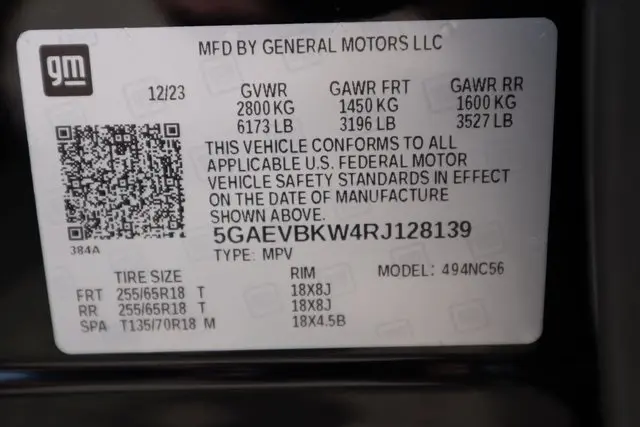 gm
MFD BY GENERAL MOTORS LLC
12/23 GVWR GAWR FRT GAWR RR
2800 KG 1450 KG 1600 KG
6173 LB 3196 LB 3527 LB
THIS VEHICLE CONFORMS TO ALL
APPLICABLE U.S. FEDERAL MOTOR
VEHICLE SAFETY STANDARDS IN EFFECT
ON THE DATE OF MANUFACTURE
SHOWN ABOVE.
384A
5GAEVBKW4RJ128139
TYPE: MPV
TIRE SIZE RIM MODEL: 494NC56
FRT 255/65R18 T 18X8J
RR 255/65R18 T 18X8J
SPA T135/70R18 M 18X4.5B